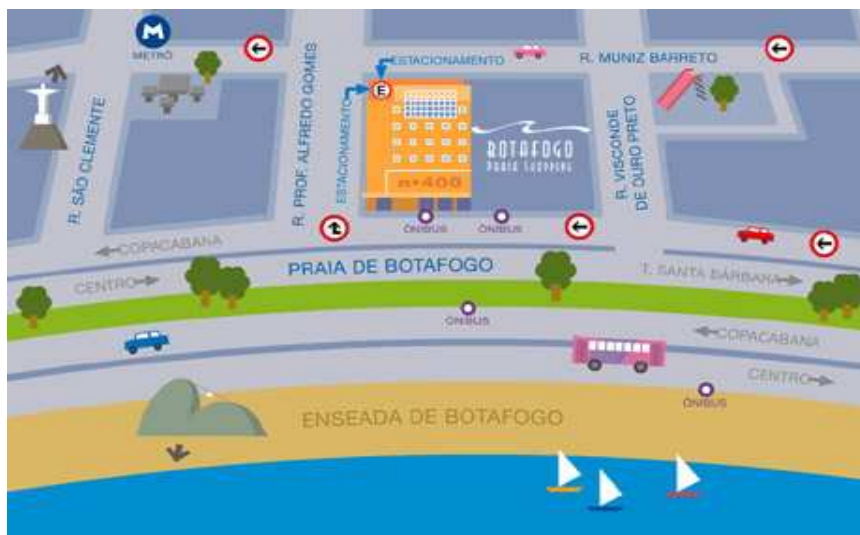 M
METRÔ
ESTACIONAMENTO
R. MUNIZ BARRETO
E
R. SÃO CLEMENTE
R. PROF. ALFREDO GOMES
ESTACIONAMENTO
BOTAFOGO
PRAIA SHOPPING
R. VISCONDE
DE OURO PRETO
nº400
ÔNIBUS
ÔNIBUS
COPACABANA
CENTRO
PRAIA DE BOTAFOGO
T. SANTA BÁRBARA
ÔNIBUS
COPACABANA
CENTRO
ÔNIBUS
ENSEADA DE BOTAFOGO